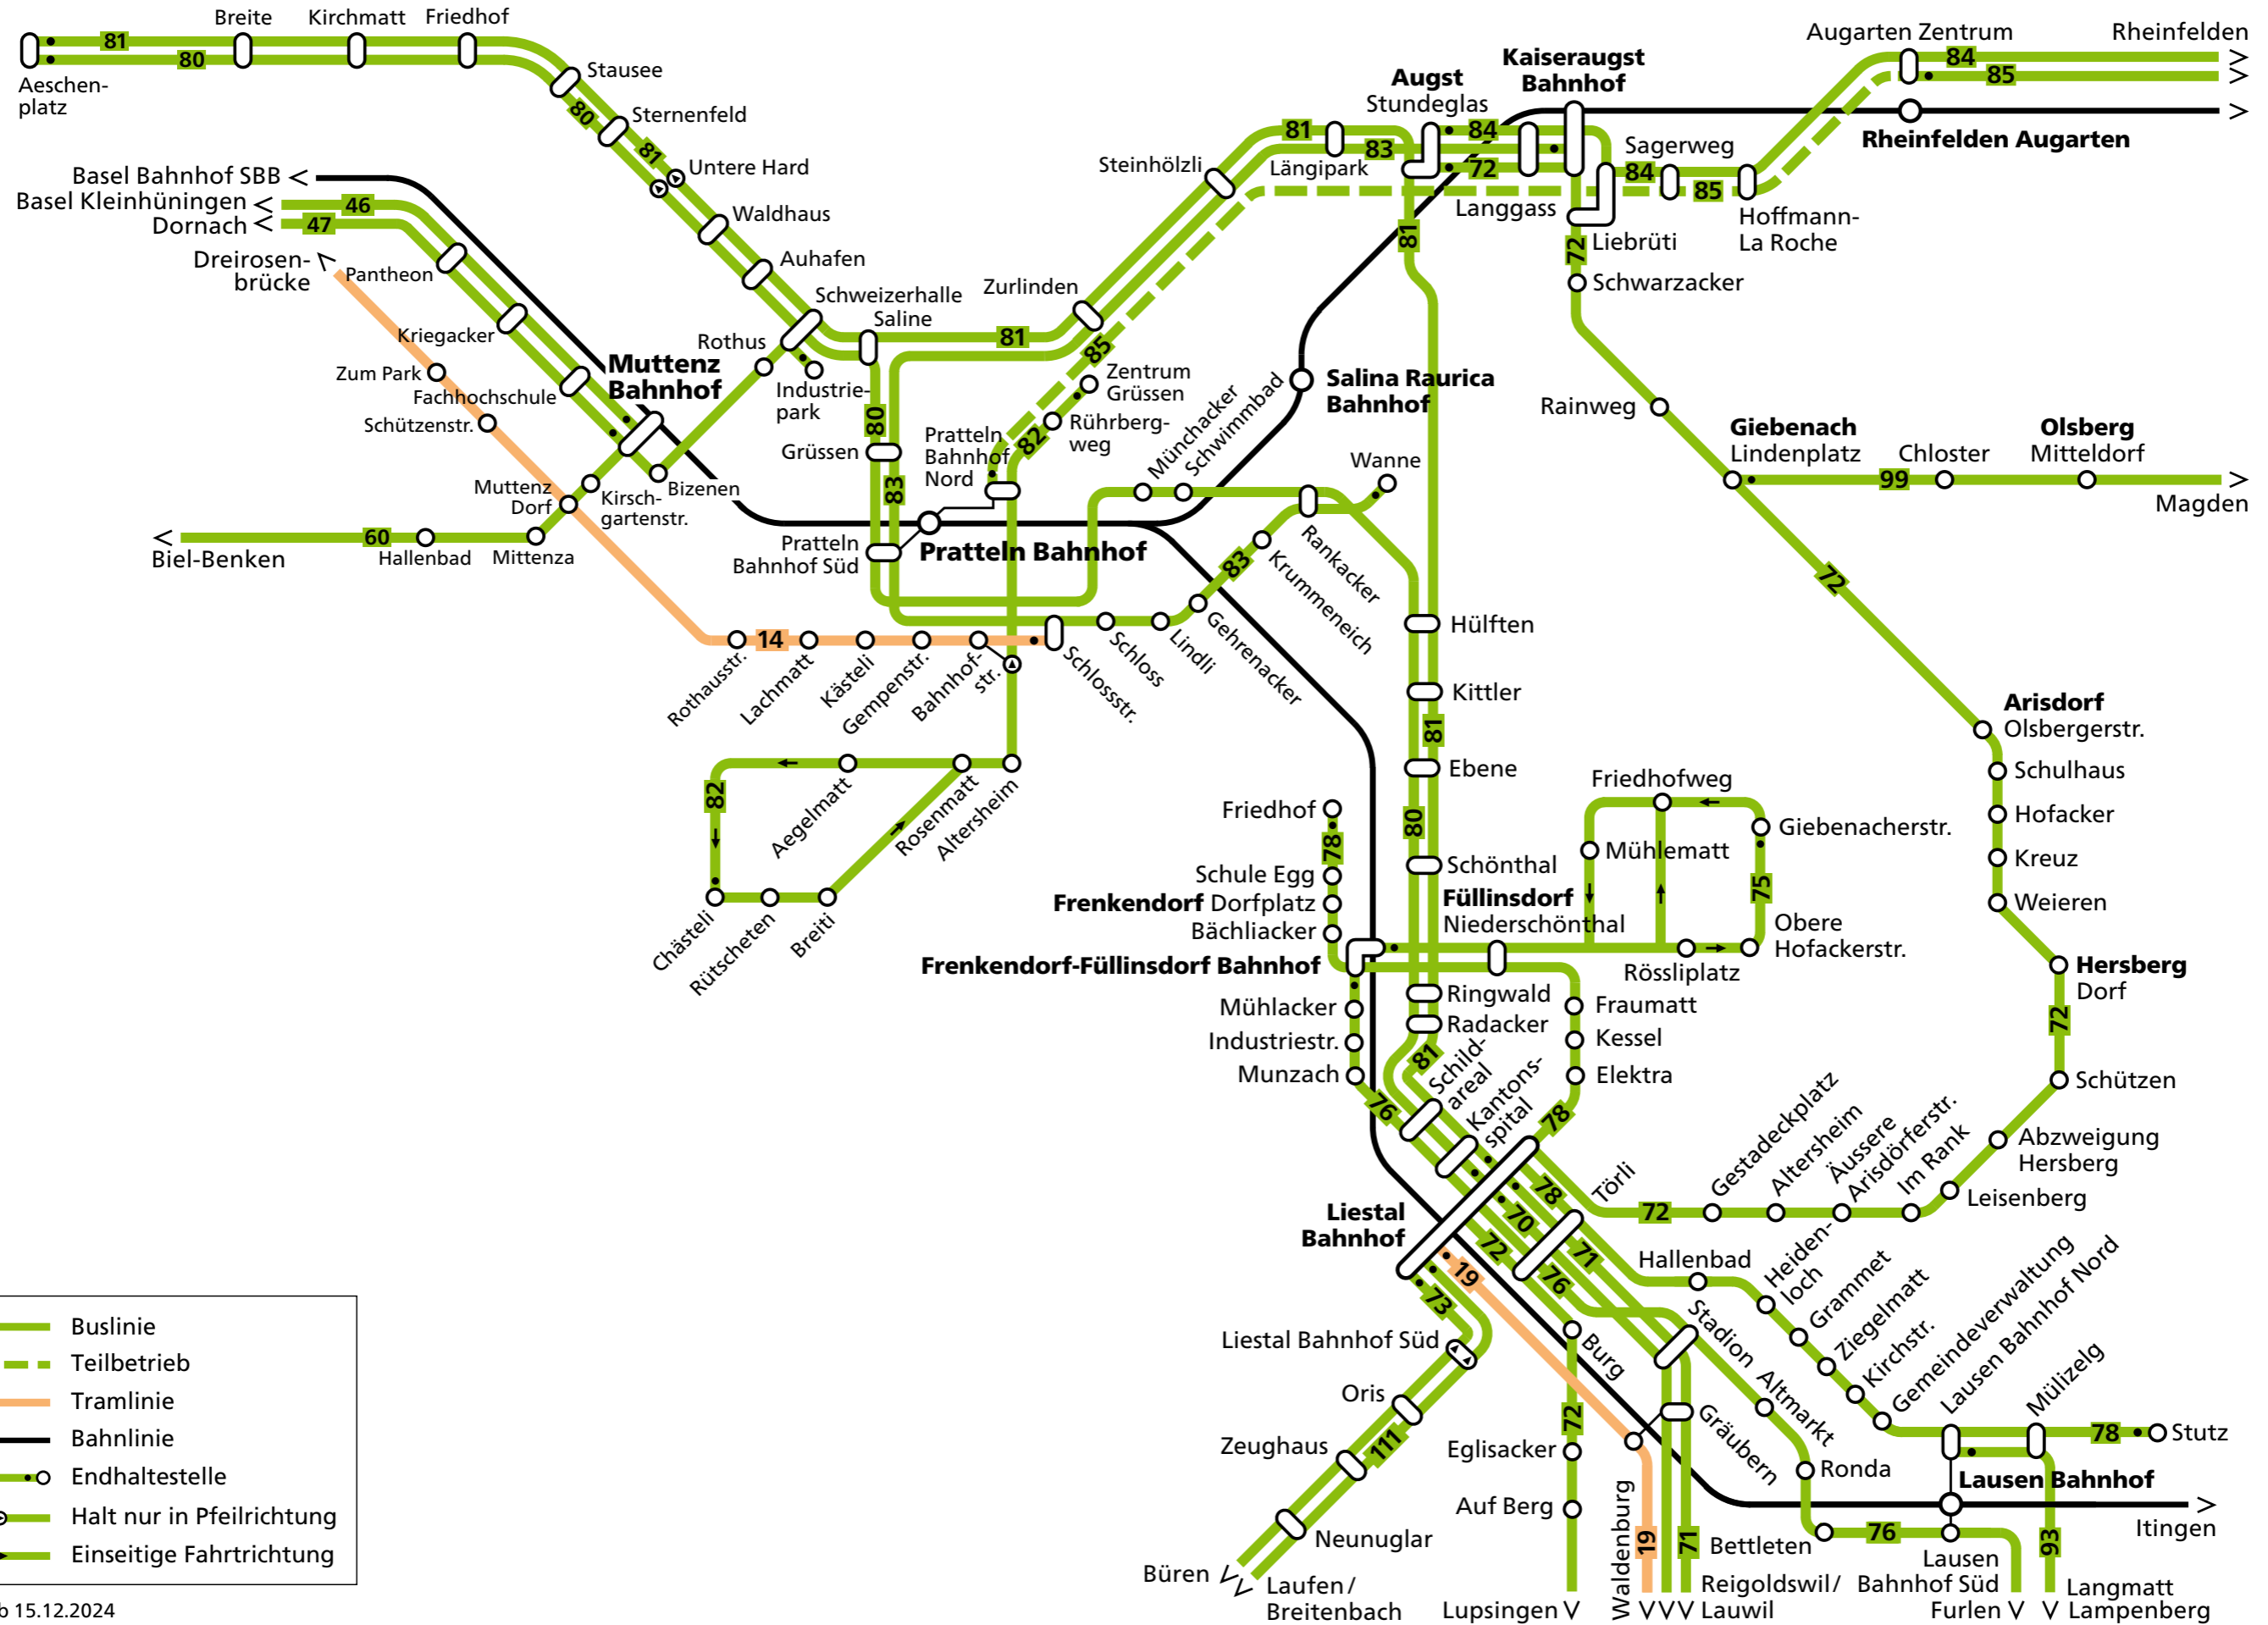 Breite
Kirchmatt
Friedhof
81
80
Aeschen-
platz
Stausee
80
Sternenfeld
81
Untere Hard
Waldhaus
Auhafen
Schweizerhalle
Saline
Rothus
Industrie-
park
Basel Bahnhof SBB
Basel Kleinhüningen
Dornach
46
47
Dreirosen-
brücke
Pantheon
Kriegacker
Zum Park
Fachhochschule
Schützenstr.
Muttenz
Bahnhof
Muttenz
Dorf
Kirsch-
gartenstr.
Bizenen
60
Biel-Benken
Hallenbad
Mittenza
Augst
Stundeglas
Kaiseraugst
Bahnhof
Augarten Zentrum
Rheinfelden
84
85
Rheinfelden Augarten
81
83
84
72
Steinhölzli
Längipark
Langgass
Sagerweg
84
85
Hoffmann-
La Roche
81
72
Liebrüti
Schwarzacker
Zurlinden
81
85
Zentrum
Grüssen
Rührberg-
weg
82
Pratteln
Bahnhof
Nord
80
Grüssen
83
Pratteln
Bahnhof Süd
Pratteln Bahnhof
Salina Raurica
Bahnhof
Münchacker
Schwimmbad
Wanne
Rankacker
Krummeneich
83
Gehrenacker
Lindli
Schloss
Schlossstr.
Rothausstr.
14
Lachmatt
Kästeli
Gempenstr.
Bahnhof-
str.
82
Aegelmatt
Rosenmatt
Altersheim
Chästeli
Rütscheten
Breiti
Rainweg
Giebenach
Lindenplatz
99
Chloster
Olsberg
Mitteldorf
Magden
72
Arisdorf
Olsbergerstr.
Schulhaus
Hofacker
Kreuz
Weieren
Hersberg
Dorf
72
Schützen
Abzweigung
Hersberg
Leisenberg
Hülften
Kittler
81
Ebene
80
Schönthal
Friedhof
78
Schule Egg
Frenkendorf Dorfplatz
Bächliacker
Frenkendorf-Füllinsdorf Bahnhof
Füllinsdorf
Niederschönthal
Friedhofweg
Giebenacherstr.
Mühlematt
75
Obere
Hofackerstr.
Rössliplatz
Mühlacker
Industriestr.
Munzach
76
Ringwald
Radacker
81
Schild-
areal
Kantons-
spital
Fraumatt
Kessel
Elektra
78
Liestal
Bahnhof
78
70
72
71
76
19
73
Törli
72
Gestadeckplatz
Altersheim
Äussere
Arisdörferstr.
Im Rank
Hallenbad
Heiden-
loch
Grammet
Ziegelmatt
Kirchstr.
Gemeindeverwaltung
Lausen Bahnhof Nord
Mülizelg
78
Stutz
Liestal Bahnhof Süd
Oris
Zeughaus
111
Neunuglar
Büren
Laufen/
Breitenbach
Burg
72
Eglisacker
Auf Berg
Lupsingen
Stadion
Altmarkt
Gräubern
Ronda
Waldenburg
19
71
Reigoldswil/
Lauwil
Bettleten
76
Lausen
Bahnhof Süd
Furlen
Lausen Bahnhof
Itingen
93
Langmatt
Lampenberg
Buslinie
Teilbetrieb
Tramlinie
Bahnlinie
Endhaltestelle
Halt nur in Pfeilrichtung
Einseitige Fahrtrichtung
b 15.12.2024